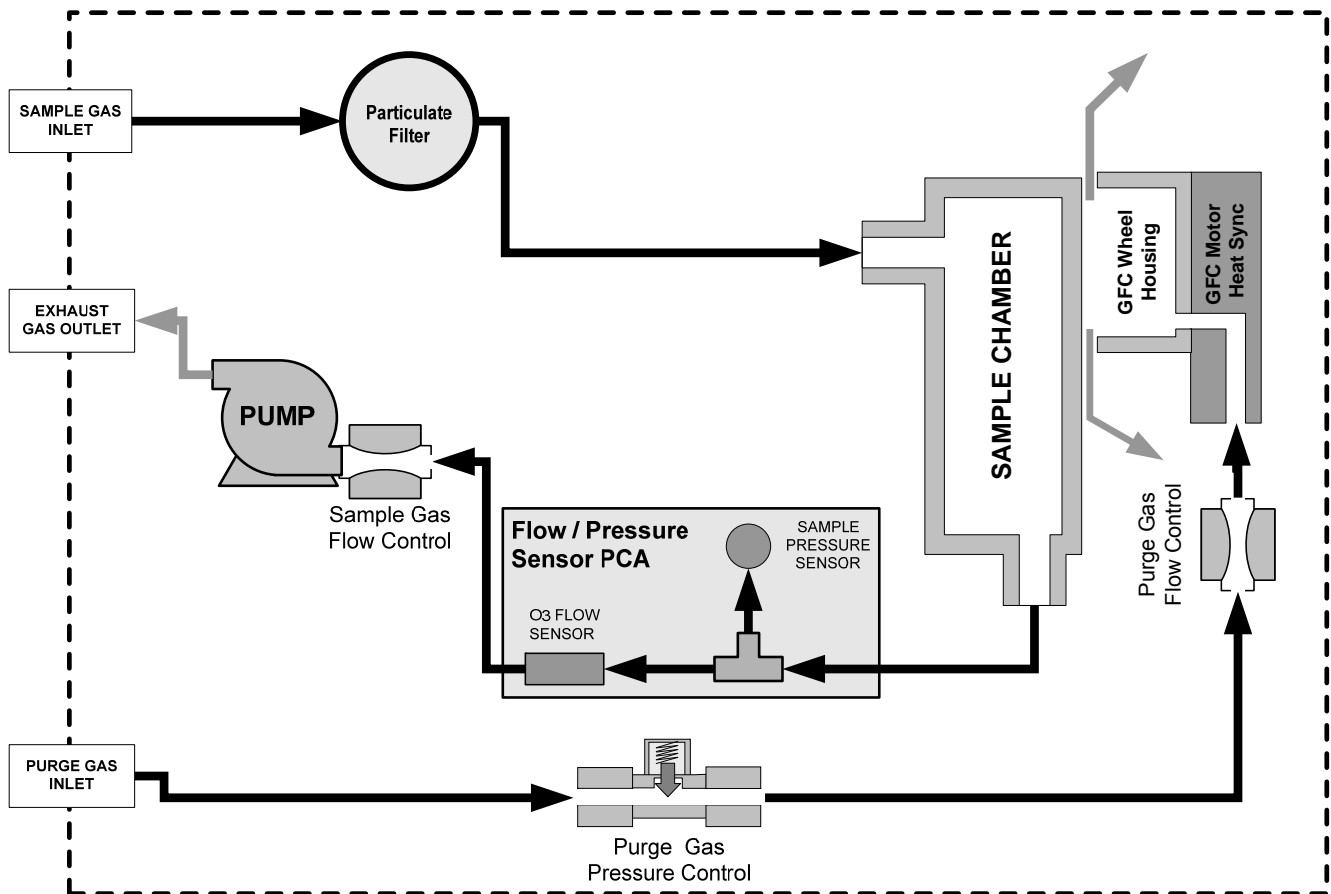 SAMPLE GAS
INLET
Particulate
Filter
EXHAUST
GAS OUTLET
PUMP
Sample Gas
Flow Control
Flow / Pressure
Sensor PCA
SAMPLE
PRESSURE
SENSOR
O3 FLOW
SENSOR
SAMPLE CHAMBER
GFC Wheel
Housing
GFC Motor
Heat Sync
Purge Gas
Flow Control
PURGE GAS
INLET
Purge Gas
Pressure Control